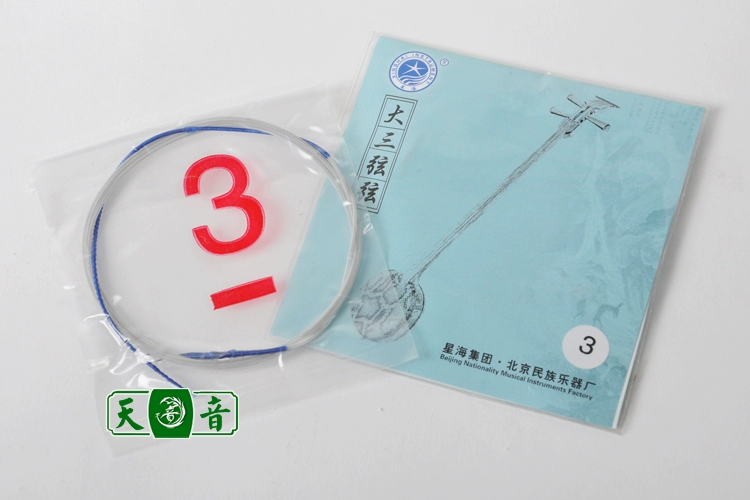 3
大三弦弦
3
星海集团·北京民族乐器厂
Beijing Nationality Musical Instruments Factory
天音